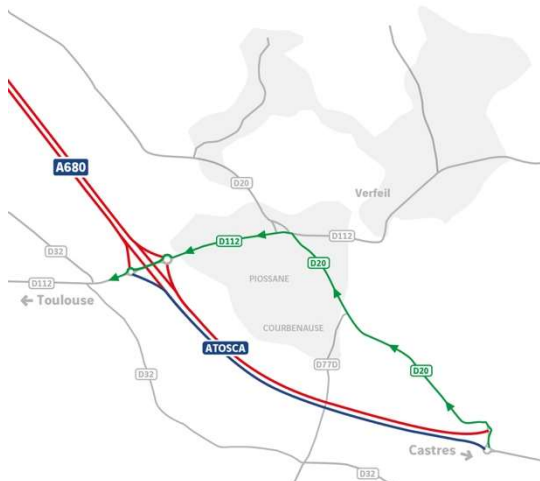 A680
D20
Verfeil
D112
D112
D32
D20
D112
PIOSSANE
← Toulouse
COURBENAUSE
ATOSCA
D77D
D20
D32
Castres →
D32